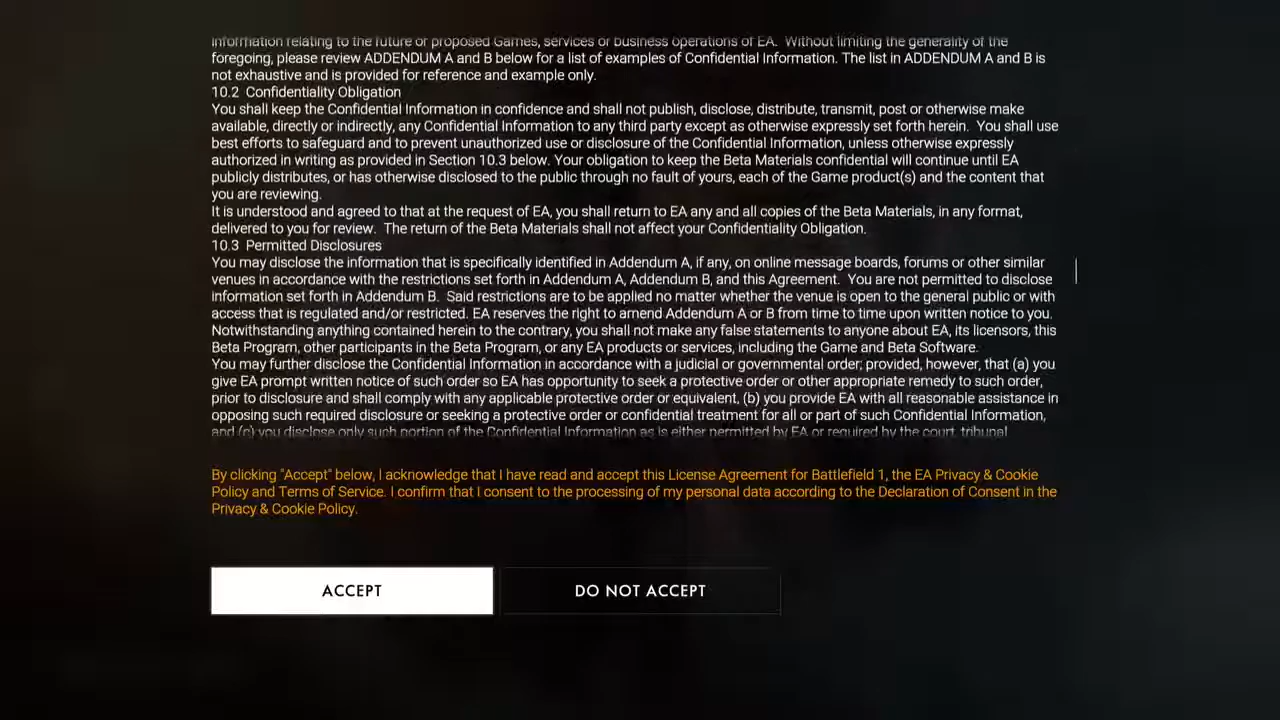 information relating to the future or proposed Games, services or business operations of EA.  Without limiting the generality of the
foregoing, please review ADDENDUM A and B below for a list of examples of Confidential Information. The list in ADDENDUM A and B is
not exhaustive and is provided for reference and example only.
10.2  Confidentiality Obligation
You shall keep the Confidential Information in confidence and shall not publish, disclose, distribute, transmit, post or otherwise make
available, directly or indirectly, any Confidential Information to any third party except as otherwise expressly set forth herein.  You shall use
best efforts to safeguard and to prevent unauthorized use or disclosure of the Confidential Information, unless otherwise expressly
authorized in writing as provided in Section 10.3 below. Your obligation to keep the Beta Materials confidential will continue until EA
publicly distributes, or has otherwise disclosed to the public through no fault of yours, each of the Game product(s) and the content that
you are reviewing.
It is understood and agreed to that at the request of EA, you shall return to EA any and all copies of the Beta Materials, in any format,
delivered to you for review.  The return of the Beta Materials shall not affect your Confidentiality Obligation.
10.3  Permitted Disclosures
You may disclose the information that is specifically identified in Addendum A, if any, on online message boards, forums or other similar
venues in accordance with the restrictions set forth in Addendum A, Addendum B, and this Agreement.  You are not permitted to disclose
information set forth in Addendum B.  Said restrictions are to be applied no matter whether the venue is open to the general public or with
access that is regulated and/or restricted. EA reserves the right to amend Addendum A or B from time to time upon written notice to you.
Notwithstanding anything contained herein to the contrary, you shall not make any false statements to anyone about EA, its licensors, this
Beta Program, other participants in the Beta Program, or any EA products or services, including the Game and Beta Software.
You may further disclose the Confidential Information in accordance with a judicial or governmental order; provided, however, that (a) you
give EA prompt written notice of such order so EA has opportunity to seek a protective order or other appropriate remedy to such order,
prior to disclosure and shall comply with any applicable protective order or equivalent, (b) you provide EA with all reasonable assistance in
opposing such required disclosure or seeking a protective order or confidential treatment for all or part of such Confidential Information,
and (c) you disclose only such portion of the Confidential Information as is either permitted by EA or required by the court, tribunal
By clicking "Accept" below, I acknowledge that I have read and accept this License Agreement for Battlefield 1, the EA Privacy & Cookie
Policy and Terms of Service. I confirm that I consent to the processing of my personal data according to the Declaration of Consent in the
Privacy & Cookie Policy.
ACCEPT
DO NOT ACCEPT